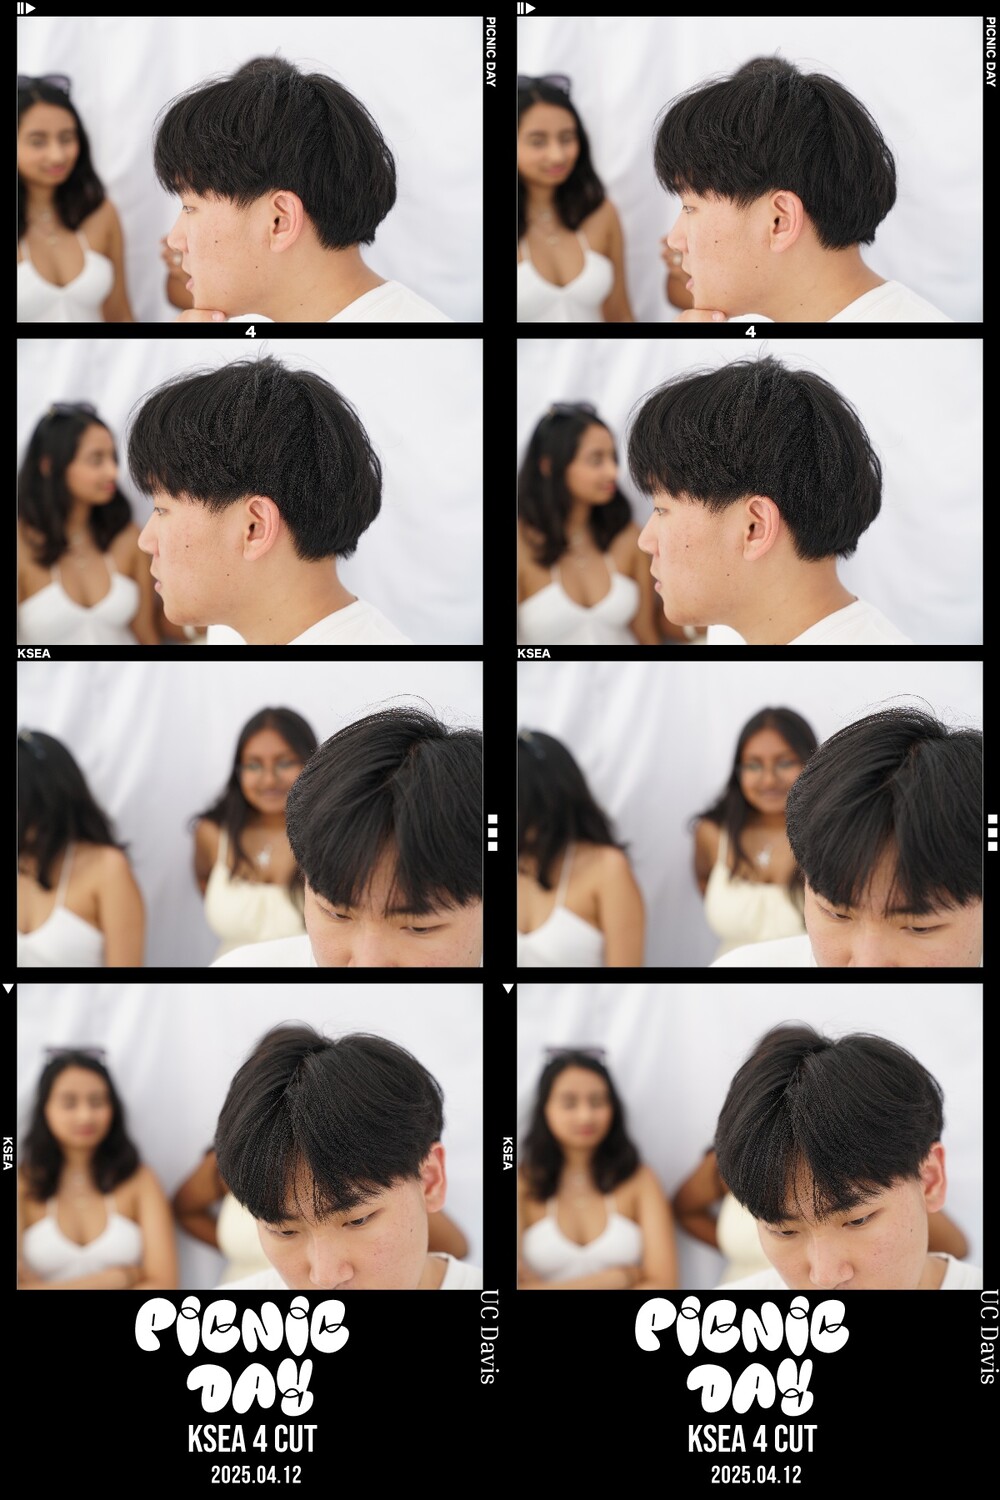 PICNIC DAY
PICNIC DAY
4
4
KSEA
KSEA
KSEA
KSEA
UC Davis
UC Davis
PICNIC
DAY
KSEA 4 CUT
2025.04.12
PICNIC
DAY
KSEA 4 CUT
2025.04.12